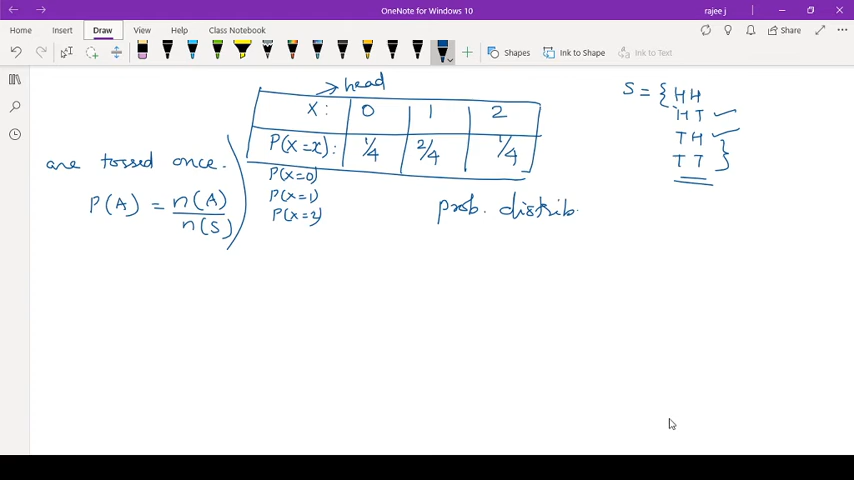 OneNote for Windows 10
rajee j
Home Insert Draw View Help Class Notebook
Share
Shapes Ink to Shape Ink to Text
head
X : 0 1 2
P(X=x) : 1/4 2/4 1/4
P(X=0)
P(X=1)
P(X=2)
are tossed once.
P(A) = n(A)/n(S)
prob. distrib.
S = { HH
HT
TH
TT }